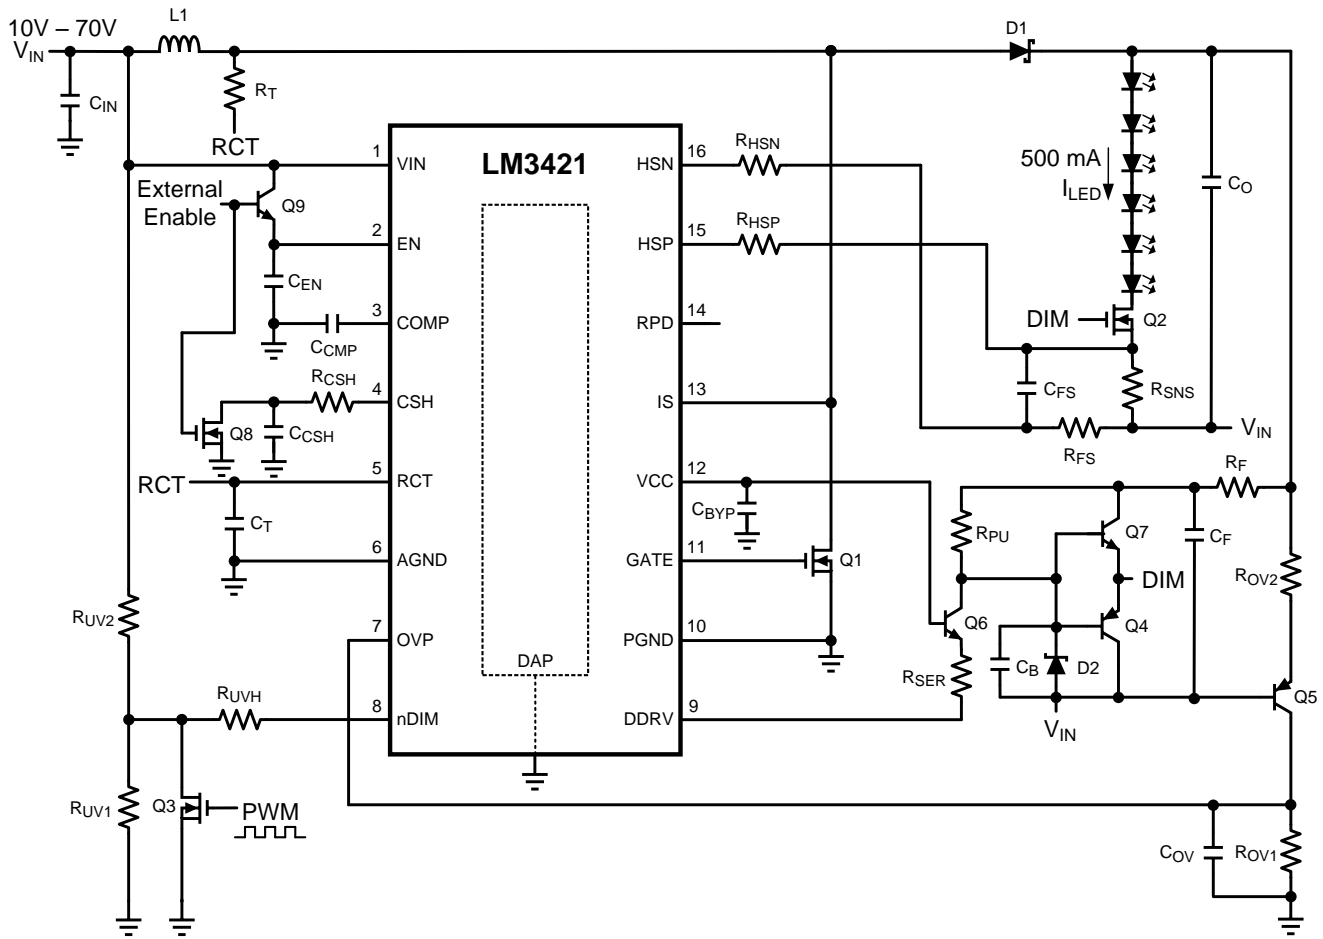 10V – 70V
VIN
L1
D1
CIN
RT
RCT
LM3421
1 VIN
HSN 16
RHSN
500 mA
ILED
CO
External
Enable
Q9
2 EN
HSP 15
RHSP
CEN
3 COMP
RPD 14
DIM
Q2
CCMP
RCSH
4 CSH
IS 13
CFS
RSNS
Q8
CCSH
VIN
RFS
RCT
5 RCT
VCC 12
RF
CBYP
RPU
Q7
CF
CT
6 AGND
GATE 11
Q1
DIM
ROV2
RUV2
7 OVP
PGND 10
Q6
Q4
DAP
RSER
CB
D2
RUVH
8 nDIM
DDRV 9
VIN
Q5
RUV1
Q3
PWM
COV
ROV1